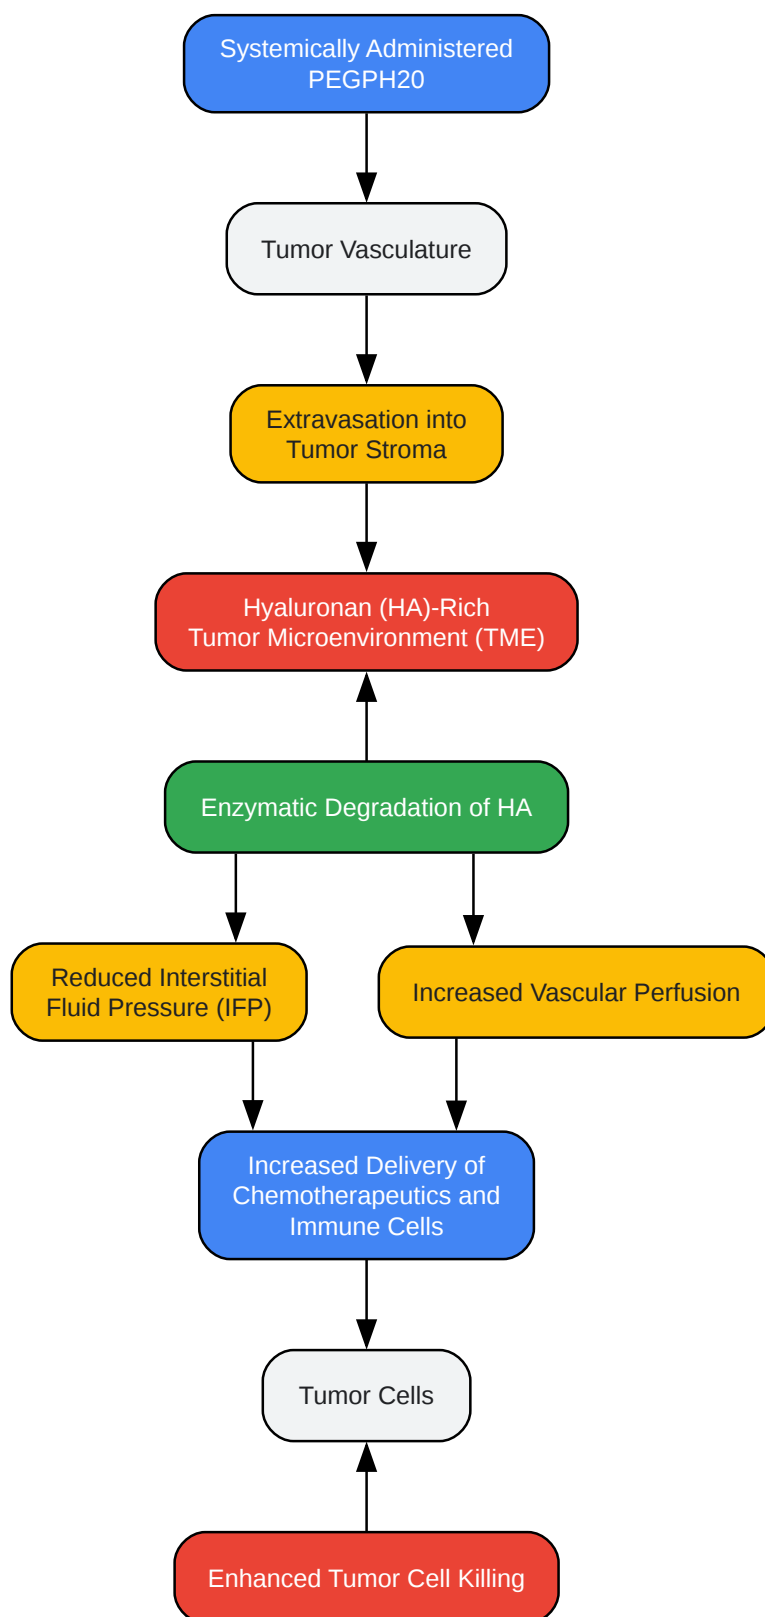 Systemically Administered
PEGPH20
Tumor Vasculature
Extravasation into
Tumor Stroma
Hyaluronan (HA)-Rich
Tumor Microenvironment (TME)
Enzymatic Degradation of HA
Reduced Interstitial
Fluid Pressure (IFP)
Increased Vascular Perfusion
Increased Delivery of
Chemotherapeutics and
Immune Cells
Tumor Cells
Enhanced Tumor Cell Killing